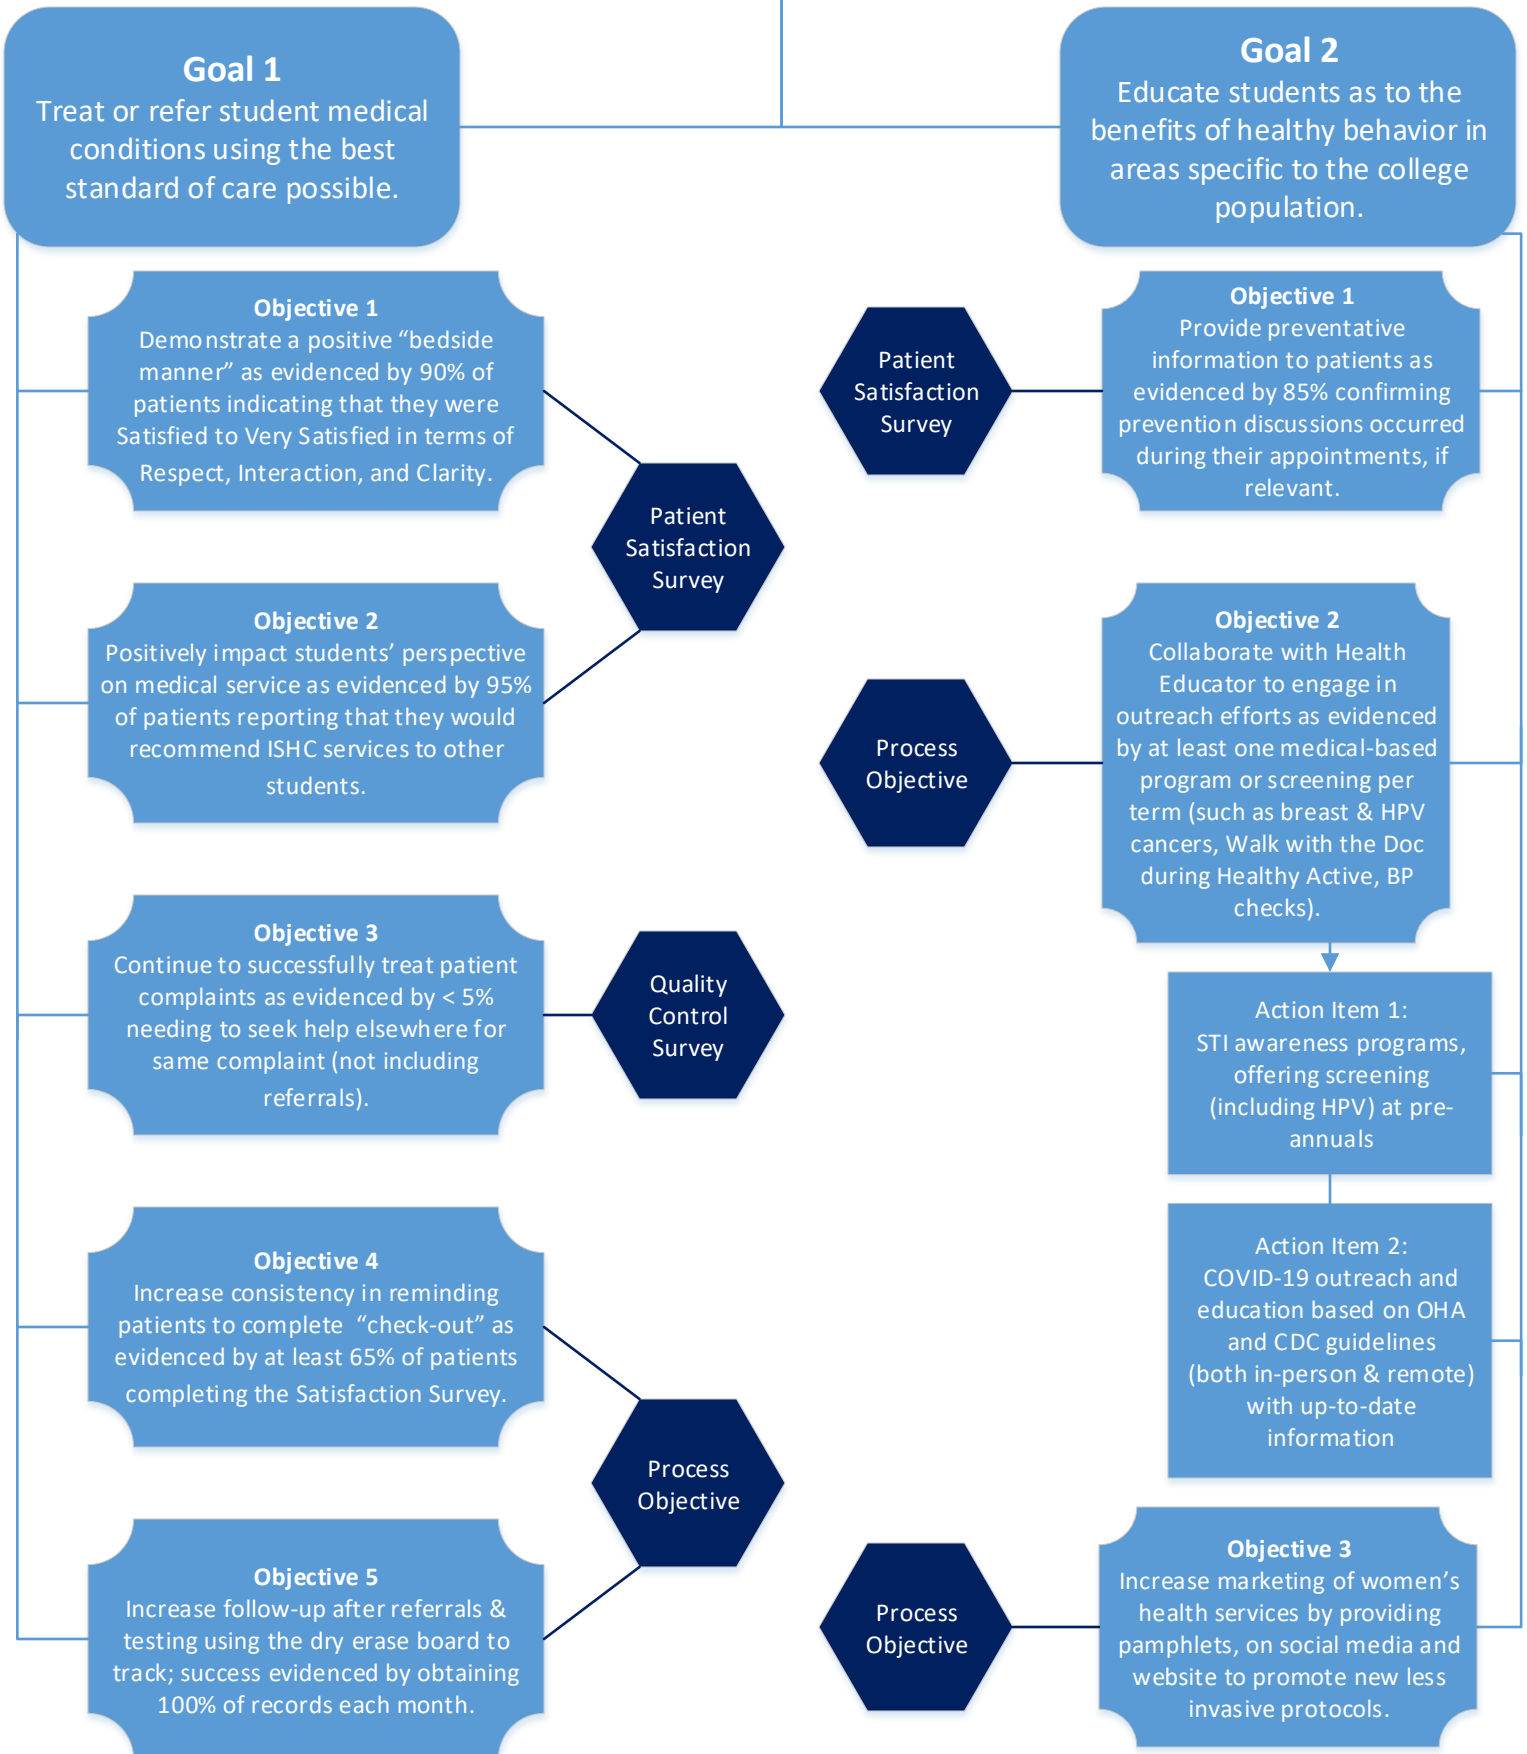 Goal 1
Treat or refer student medical
conditions using the best
standard of care possible.
Objective 1
Demonstrate a positive “bedside
manner” as evidenced by 90% of
patients indicating that they were
Satisfied to Very Satisfied in terms of
Respect, Interaction, and Clarity.
Objective 2
Positively impact students’ perspective
on medical service as evidenced by 95%
of patients reporting that they would
recommend ISHC services to other
students.
Patient
Satisfaction
Survey
Objective 3
Continue to successfully treat patient
complaints as evidenced by < 5%
needing to seek help elsewhere for
same complaint (not including
referrals).
Quality
Control
Survey
Objective 4
Increase consistency in reminding
patients to complete “check-out” as
evidenced by at least 65% of patients
completing the Satisfaction Survey.
Objective 5
Increase follow-up after referrals &
testing using the dry erase board to
track; success evidenced by obtaining
100% of records each month.
Process
Objective
Goal 2
Educate students as to the
benefits of healthy behavior in
areas specific to the college
population.
Patient
Satisfaction
Survey
Objective 1
Provide preventative
information to patients as
evidenced by 85% confirming
prevention discussions occurred
during their appointments, if
relevant.
Process
Objective
Objective 2
Collaborate with Health
Educator to engage in
outreach efforts as evidenced
by at least one medical-based
program or screening per
term (such as breast & HPV
cancers, Walk with the Doc
during Healthy Active, BP
checks).
Action Item 1:
STI awareness programs,
offering screening
(including HPV) at pre-
annuals
Action Item 2:
COVID-19 outreach and
education based on OHA
and CDC guidelines
(both in-person & remote)
with up-to-date
information
Process
Objective
Objective 3
Increase marketing of women’s
health services by providing
pamphlets, on social media and
website to promote new less
invasive protocols.